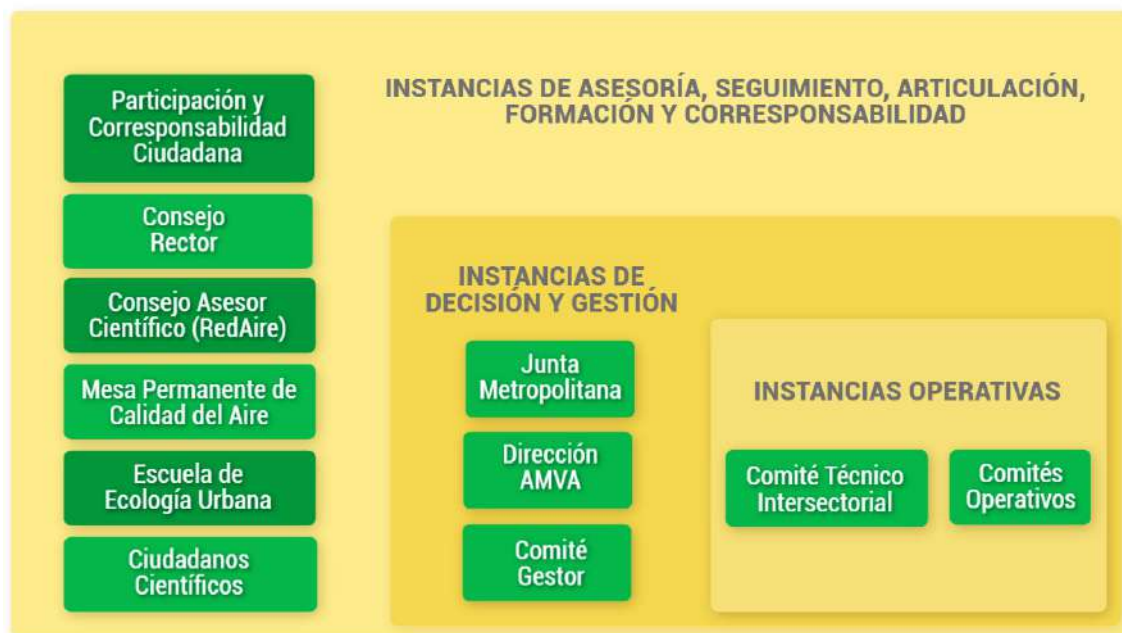 Participación y
Corresponsabilidad
Ciudadana
Consejo
Rector
Consejo Asesor
Científico (RedAire)
Mesa Permanente de
Calidad del Aire
Escuela de
Ecología Urbana
Ciudadanos
Científicos
INSTANCIAS DE ASESORÍA, SEGUIMIENTO, ARTICULACIÓN,
FORMACIÓN Y CORRESPONSABILIDAD
INSTANCIAS DE
DECISIÓN Y GESTIÓN
Junta
Metropolitana
Dirección
AMVA
Comité
Gestor
INSTANCIAS OPERATIVAS
Comité Técnico
Intersectorial
Comités
Operativos